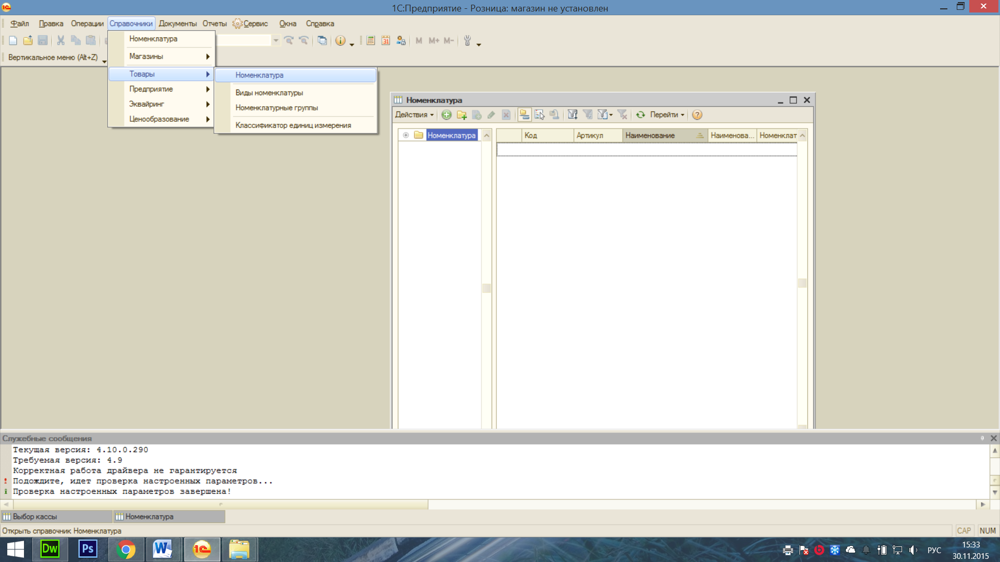 1С:Предприятие - Розница: магазин не установлен
Файл Правка Операции Справочники Документы Отчеты Сервис Окна Справка
31 M M+ M-
Вертикальное меню (Alt+Z)
Номенклатура
Магазины
Товары
Предприятие
Эквайринг
Ценообразование
Номенклатура
Виды номенклатуры
Номенклатурные группы
Классификатор единиц измерения
Номенклатура
Действия Перейти
Номенклатура
Код Артикул Наименование Наименова... Номенклат
Служебные сообщения
Текущая версия: 4.10.0.290
Требуемая версия: 4.9
Корректная работа драйвера не гарантируется
Подождите, идет проверка настроенных параметров...
Проверка настроенных параметров завершена!
Выбор кассы Номенклатура
Открыть справочник Номенклатура CAP NUM
Dw Ps W 1С РУС 15:33
30.11.2015